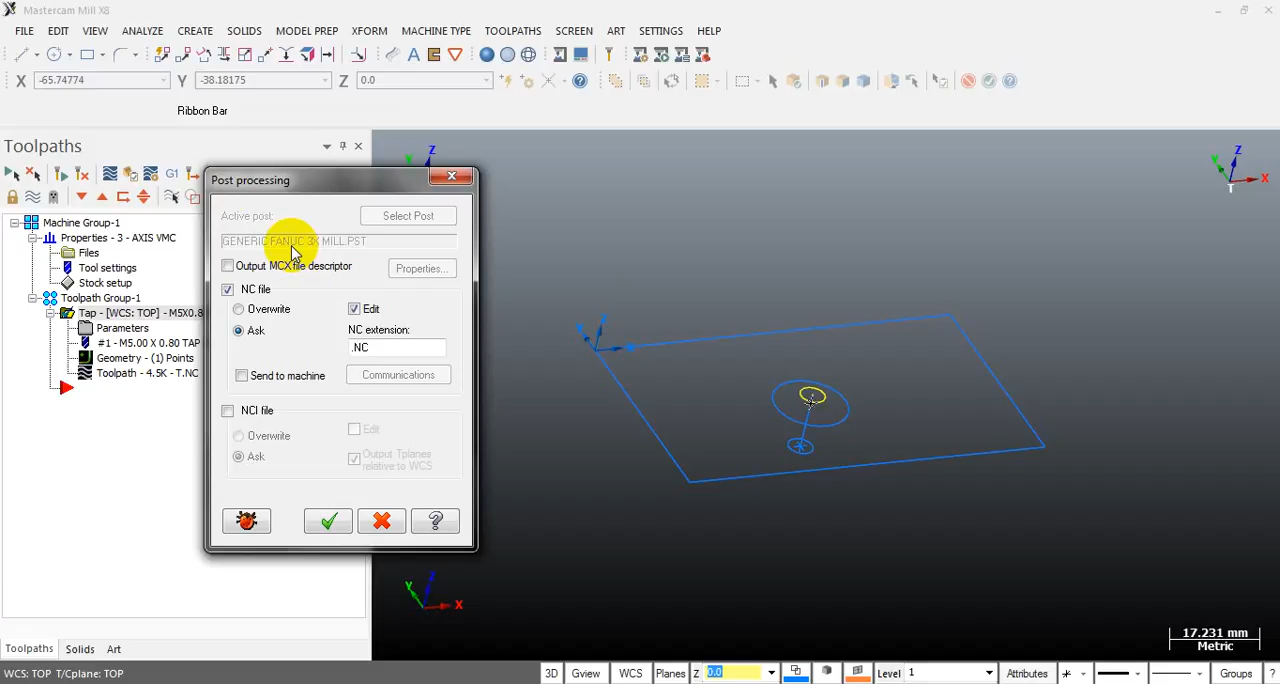 Mastercam Mill X8
FILE EDIT VIEW ANALYZE CREATE SOLIDS MODEL PREP XFORM MACHINE TYPE TOOLPATHS SCREEN ART SETTINGS HELP
X -65.74774 Y -38.18175 Z 0.0
Ribbon Bar
Toolpaths
G1
Machine Group-1
Properties - 3 - AXIS VMC
Files
Tool settings
Stock setup
Toolpath Group-1
Tap - [WCS: TOP] - M5X0.8
Parameters
#1 - M5.00 X 0.80 TAP
Geometry - (1) Points
Toolpath - 4.5K - T.NC
Post processing
Active post: Select Post
GENERIC FANUC 3X MILL.PST
Output MCX file descriptor Properties...
NC file
Overwrite Edit
Ask NC extension:
.NC
Send to machine Communications
NCI file
Overwrite Edit
Ask Output Tplanes
relative to WCS
Z
Y
X
T
Z
Y
X
17.231 mm
Metric
Toolpaths Solids Art
WCS: TOP T/Cplane: TOP 3D Gview WCS Planes Z 0.0 Level 1 Attributes Groups ?